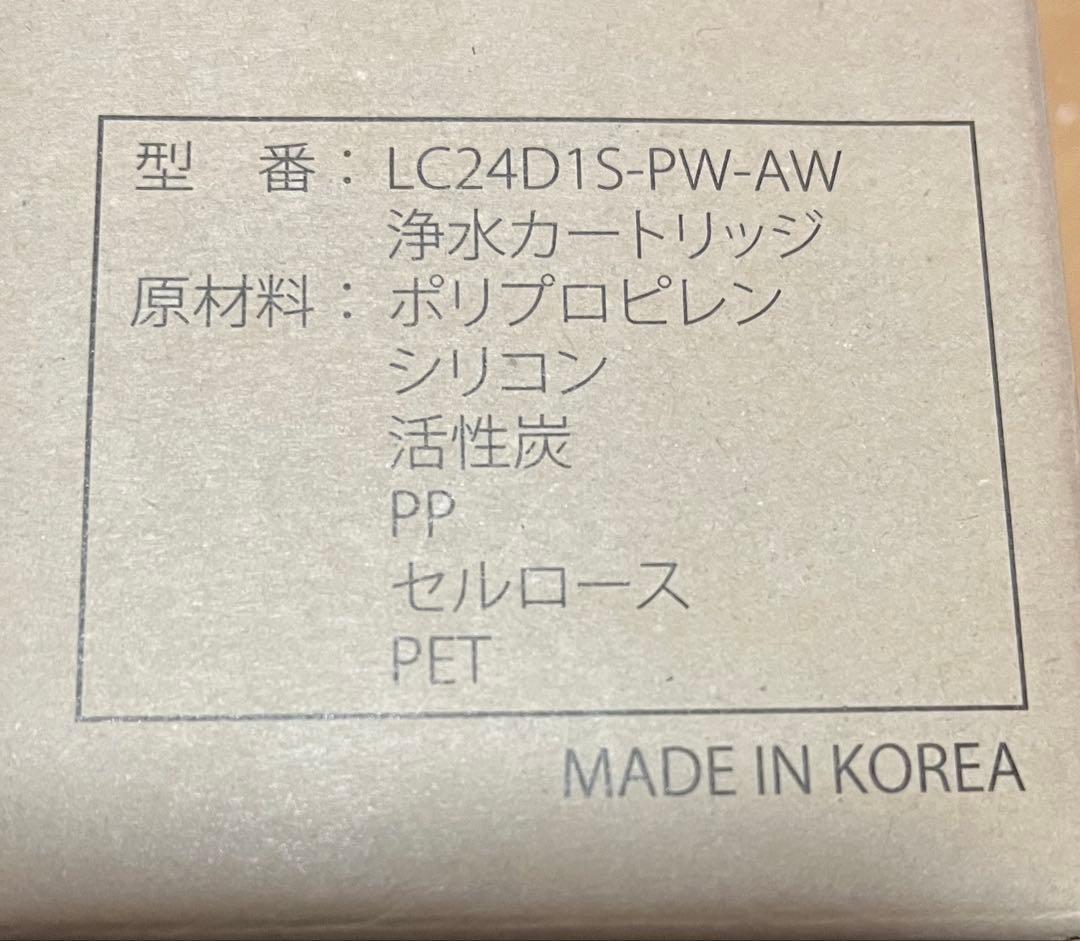 型　番：LC24D1S-PW-AW
浄水カートリッジ
原材料：ポリプロピレン
シリコン
活性炭
PP
セルロース
PET
MADE IN KOREA